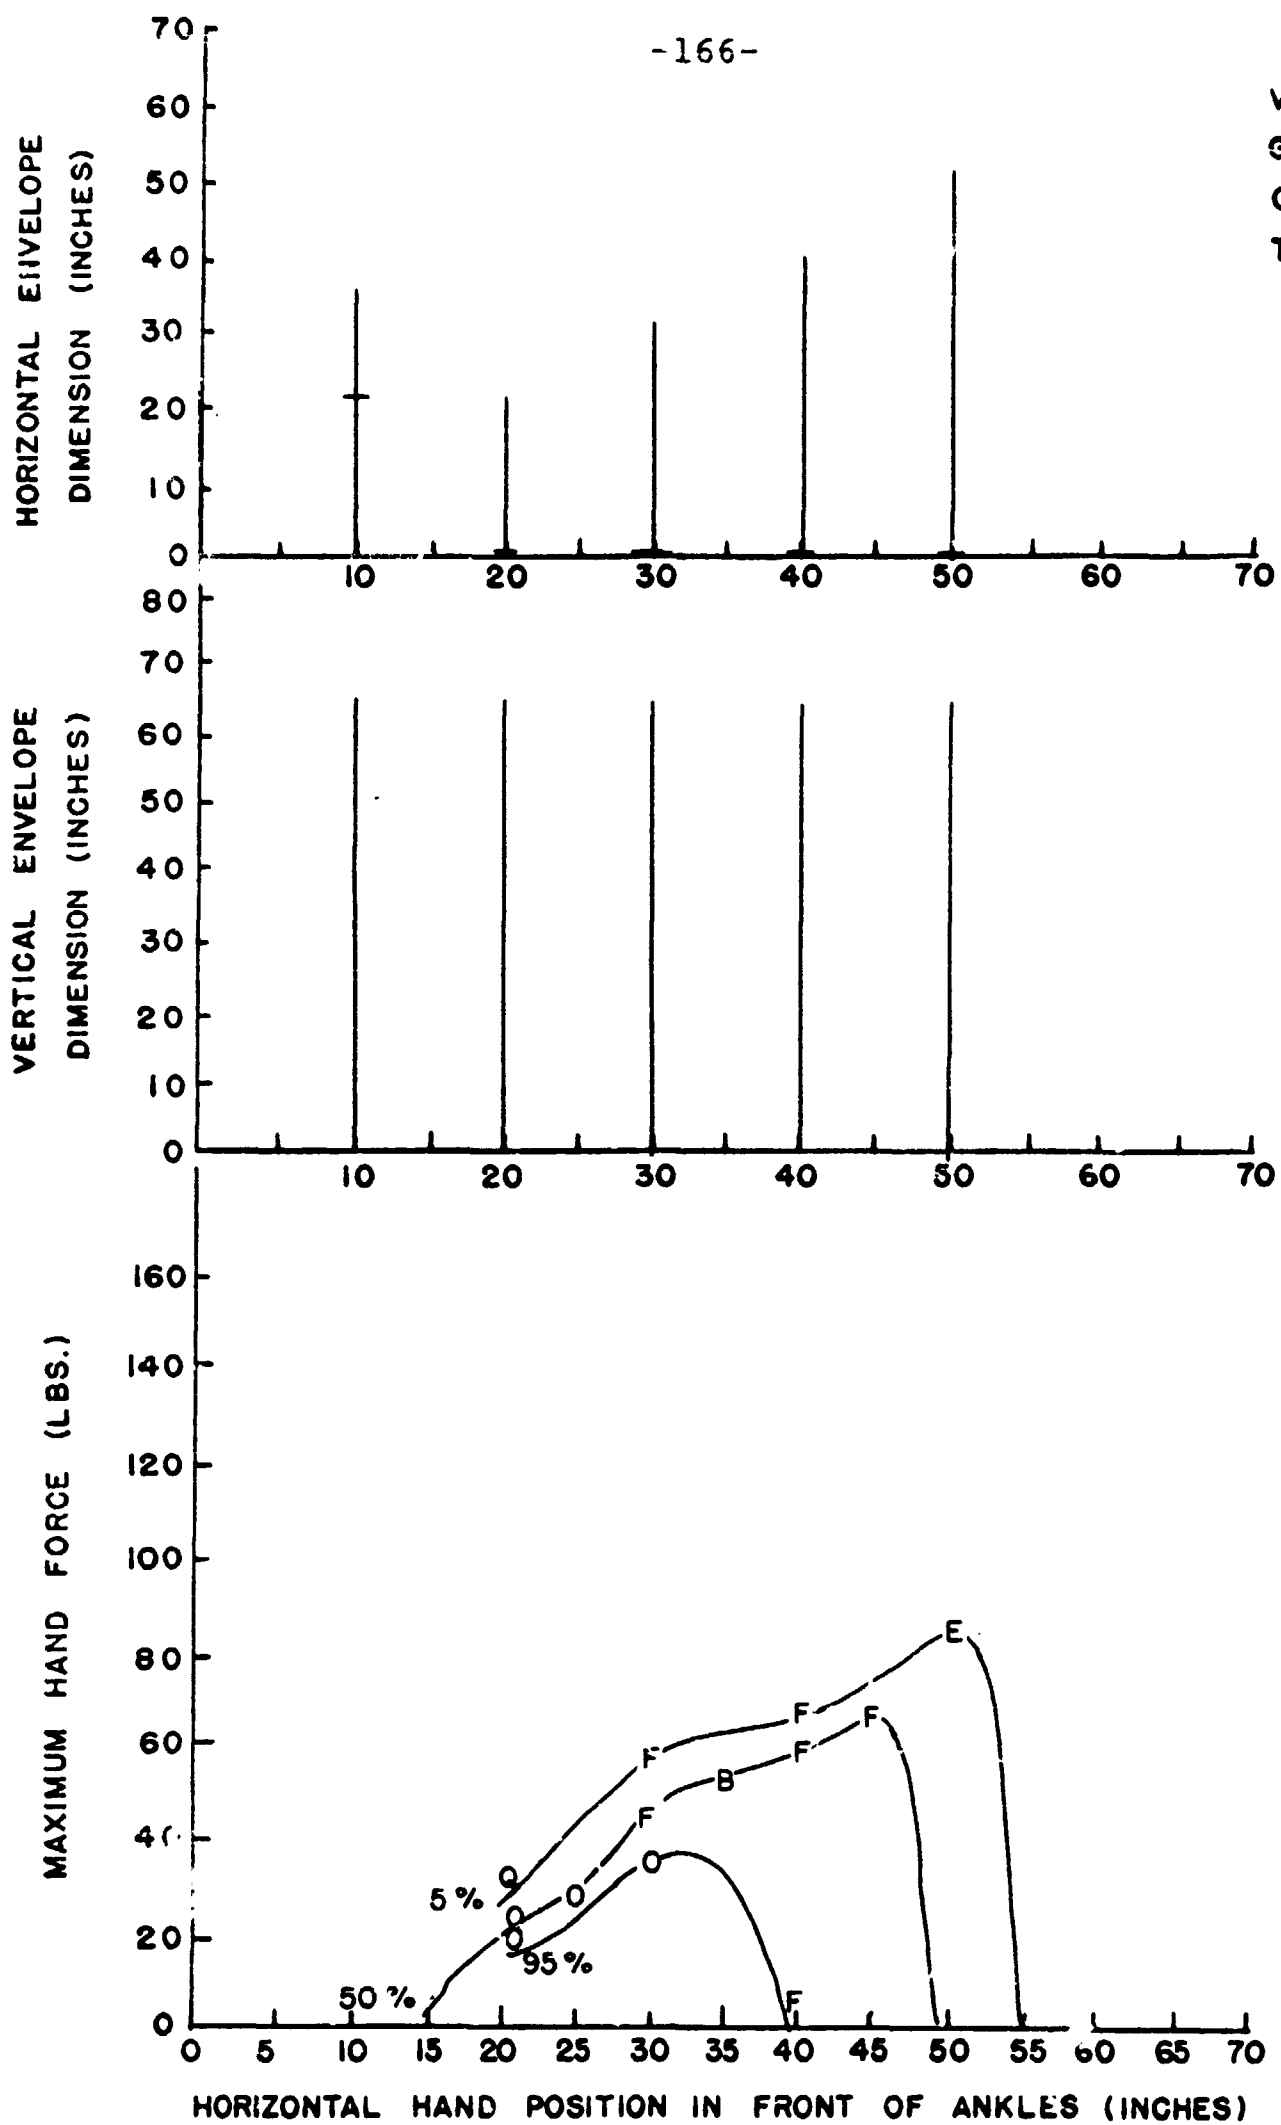 -166-
HORIZONTAL ENVELOPE
DIMENSION (INCHES)
70
60
50
40
30
20
10
0
10 20 30 40 50 60 70
VERTICAL ENVELOPE
DIMENSION (INCHES)
80
70
60
50
40
30
20
10
0
10 20 30 40 50 60 70
MAXIMUM HAND FORCE (LBS.)
160
140
120
100
80
60
20
0
E
F
F
F
F
B
F
O
O
O
O
5%
95%
50%
F
0 5 10 15 20 25 30 35 40 45 50 55 60 65 70
HORIZONTAL HAND POSITION IN FRONT OF ANKLES (INCHES)